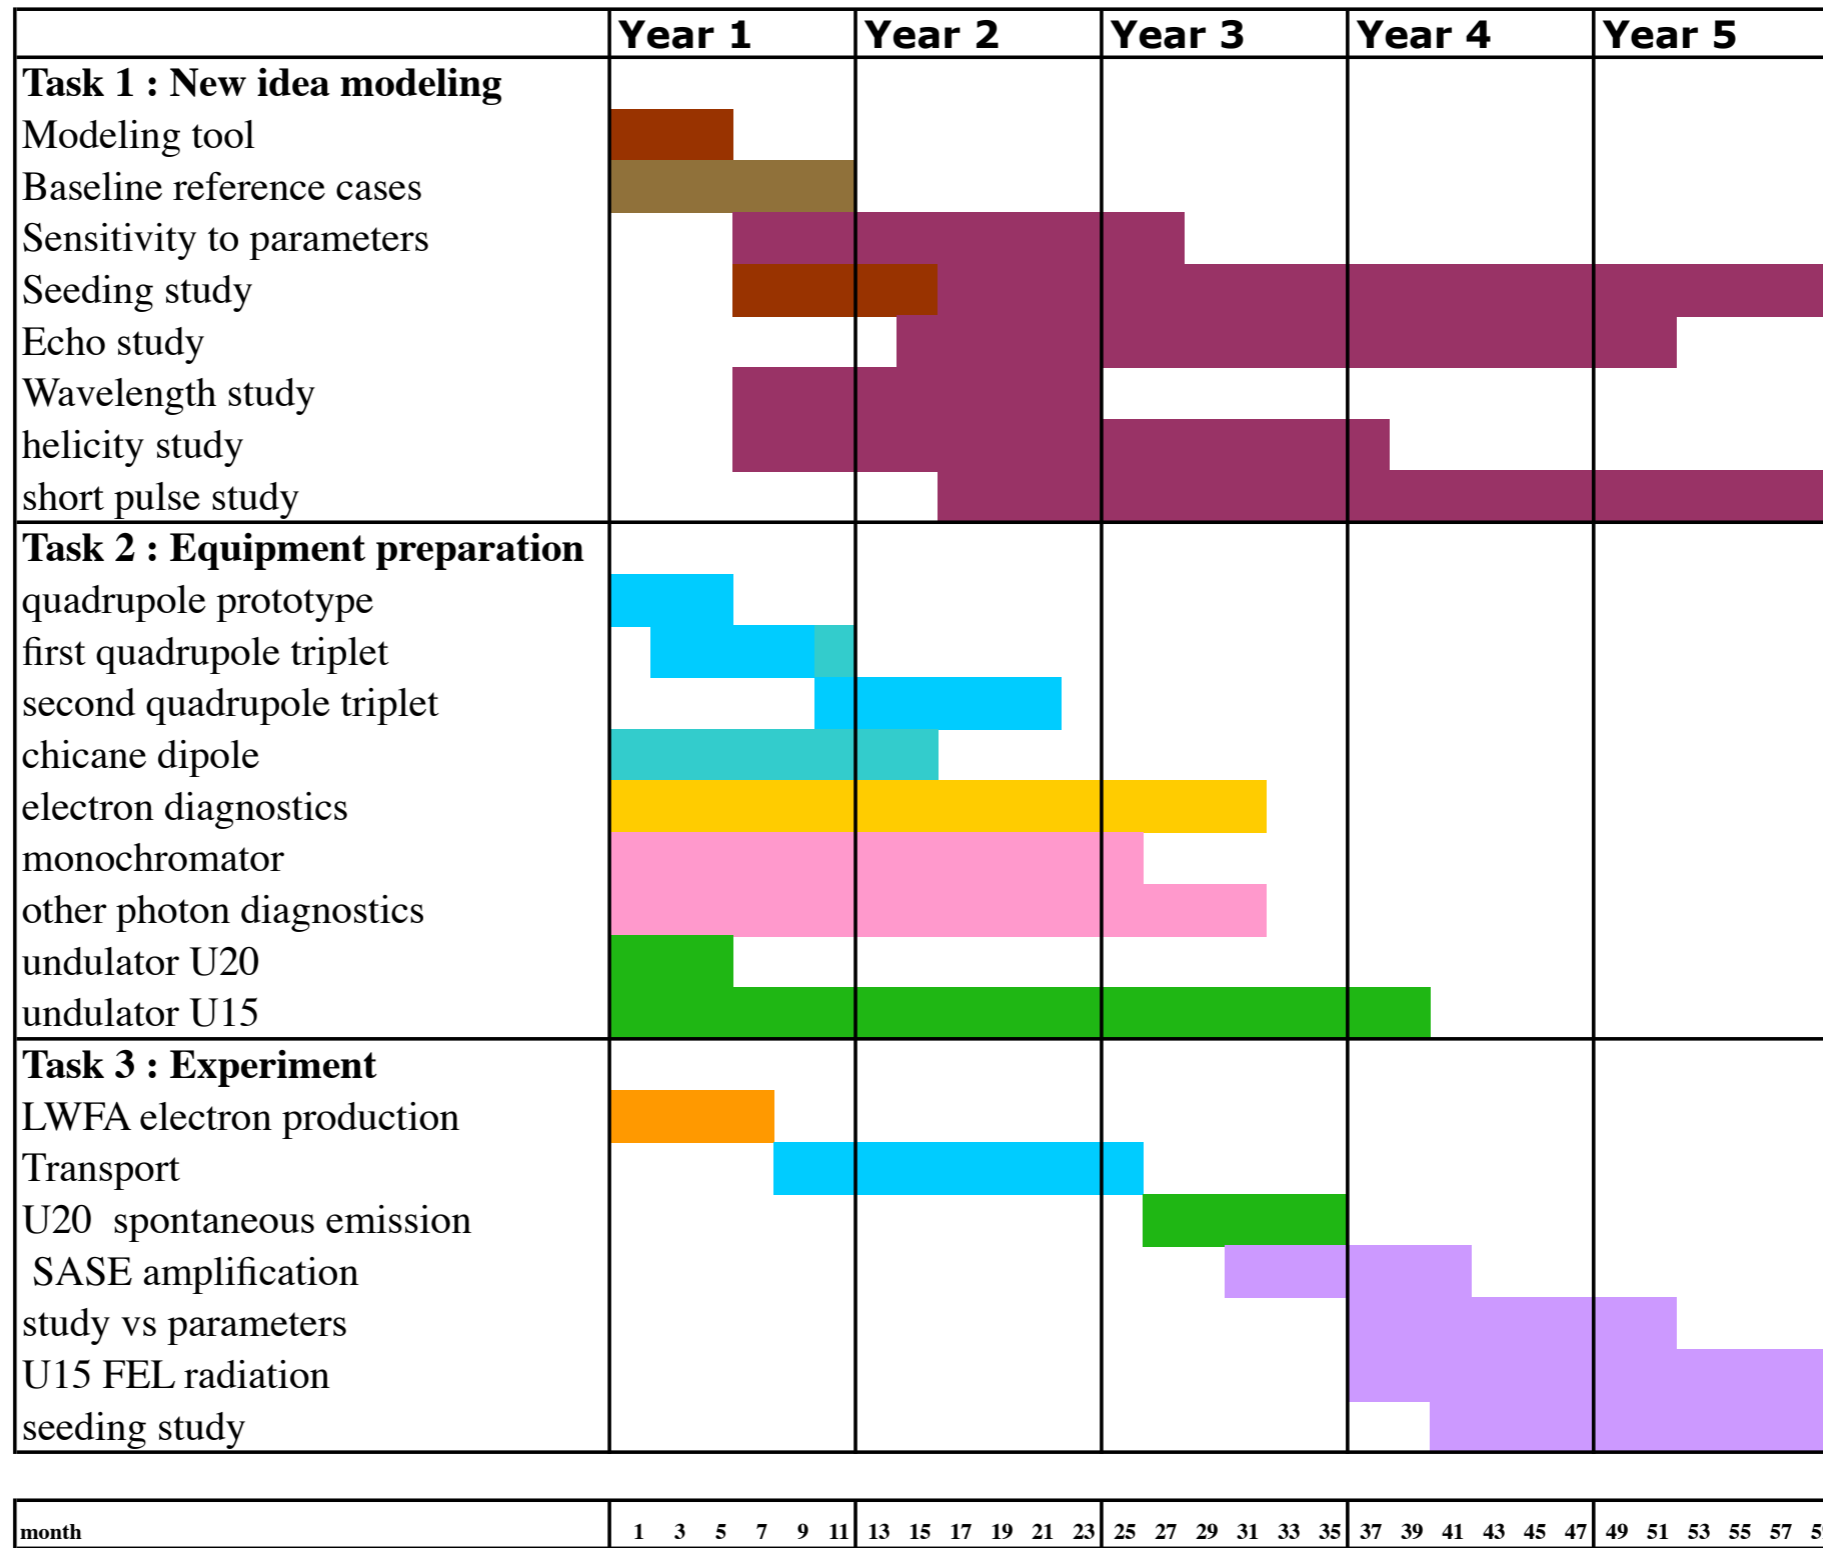 Year 1 Year 2 Year 3 Year 4 Year 5
Task 1 : New idea modeling
Modeling tool
Baseline reference cases
Sensitivity to parameters
Seeding study
Echo study
Wavelength study
helicity study
short pulse study
Task 2 : Equipment preparation
quadrupole prototype
first quadrupole triplet
second quadrupole triplet
chicane dipole
electron diagnostics
monochromator
other photon diagnostics
undulator U20
undulator U15
Task 3 : Experiment
LWFA electron production
Transport
U20 spontaneous emission
SASE amplification
study vs parameters
U15 FEL radiation
seeding study
month 1 3 5 7 9 11 13 15 17 19 21 23 25 27 29 31 33 35 37 39 41 43 45 47 49 51 53 55 57